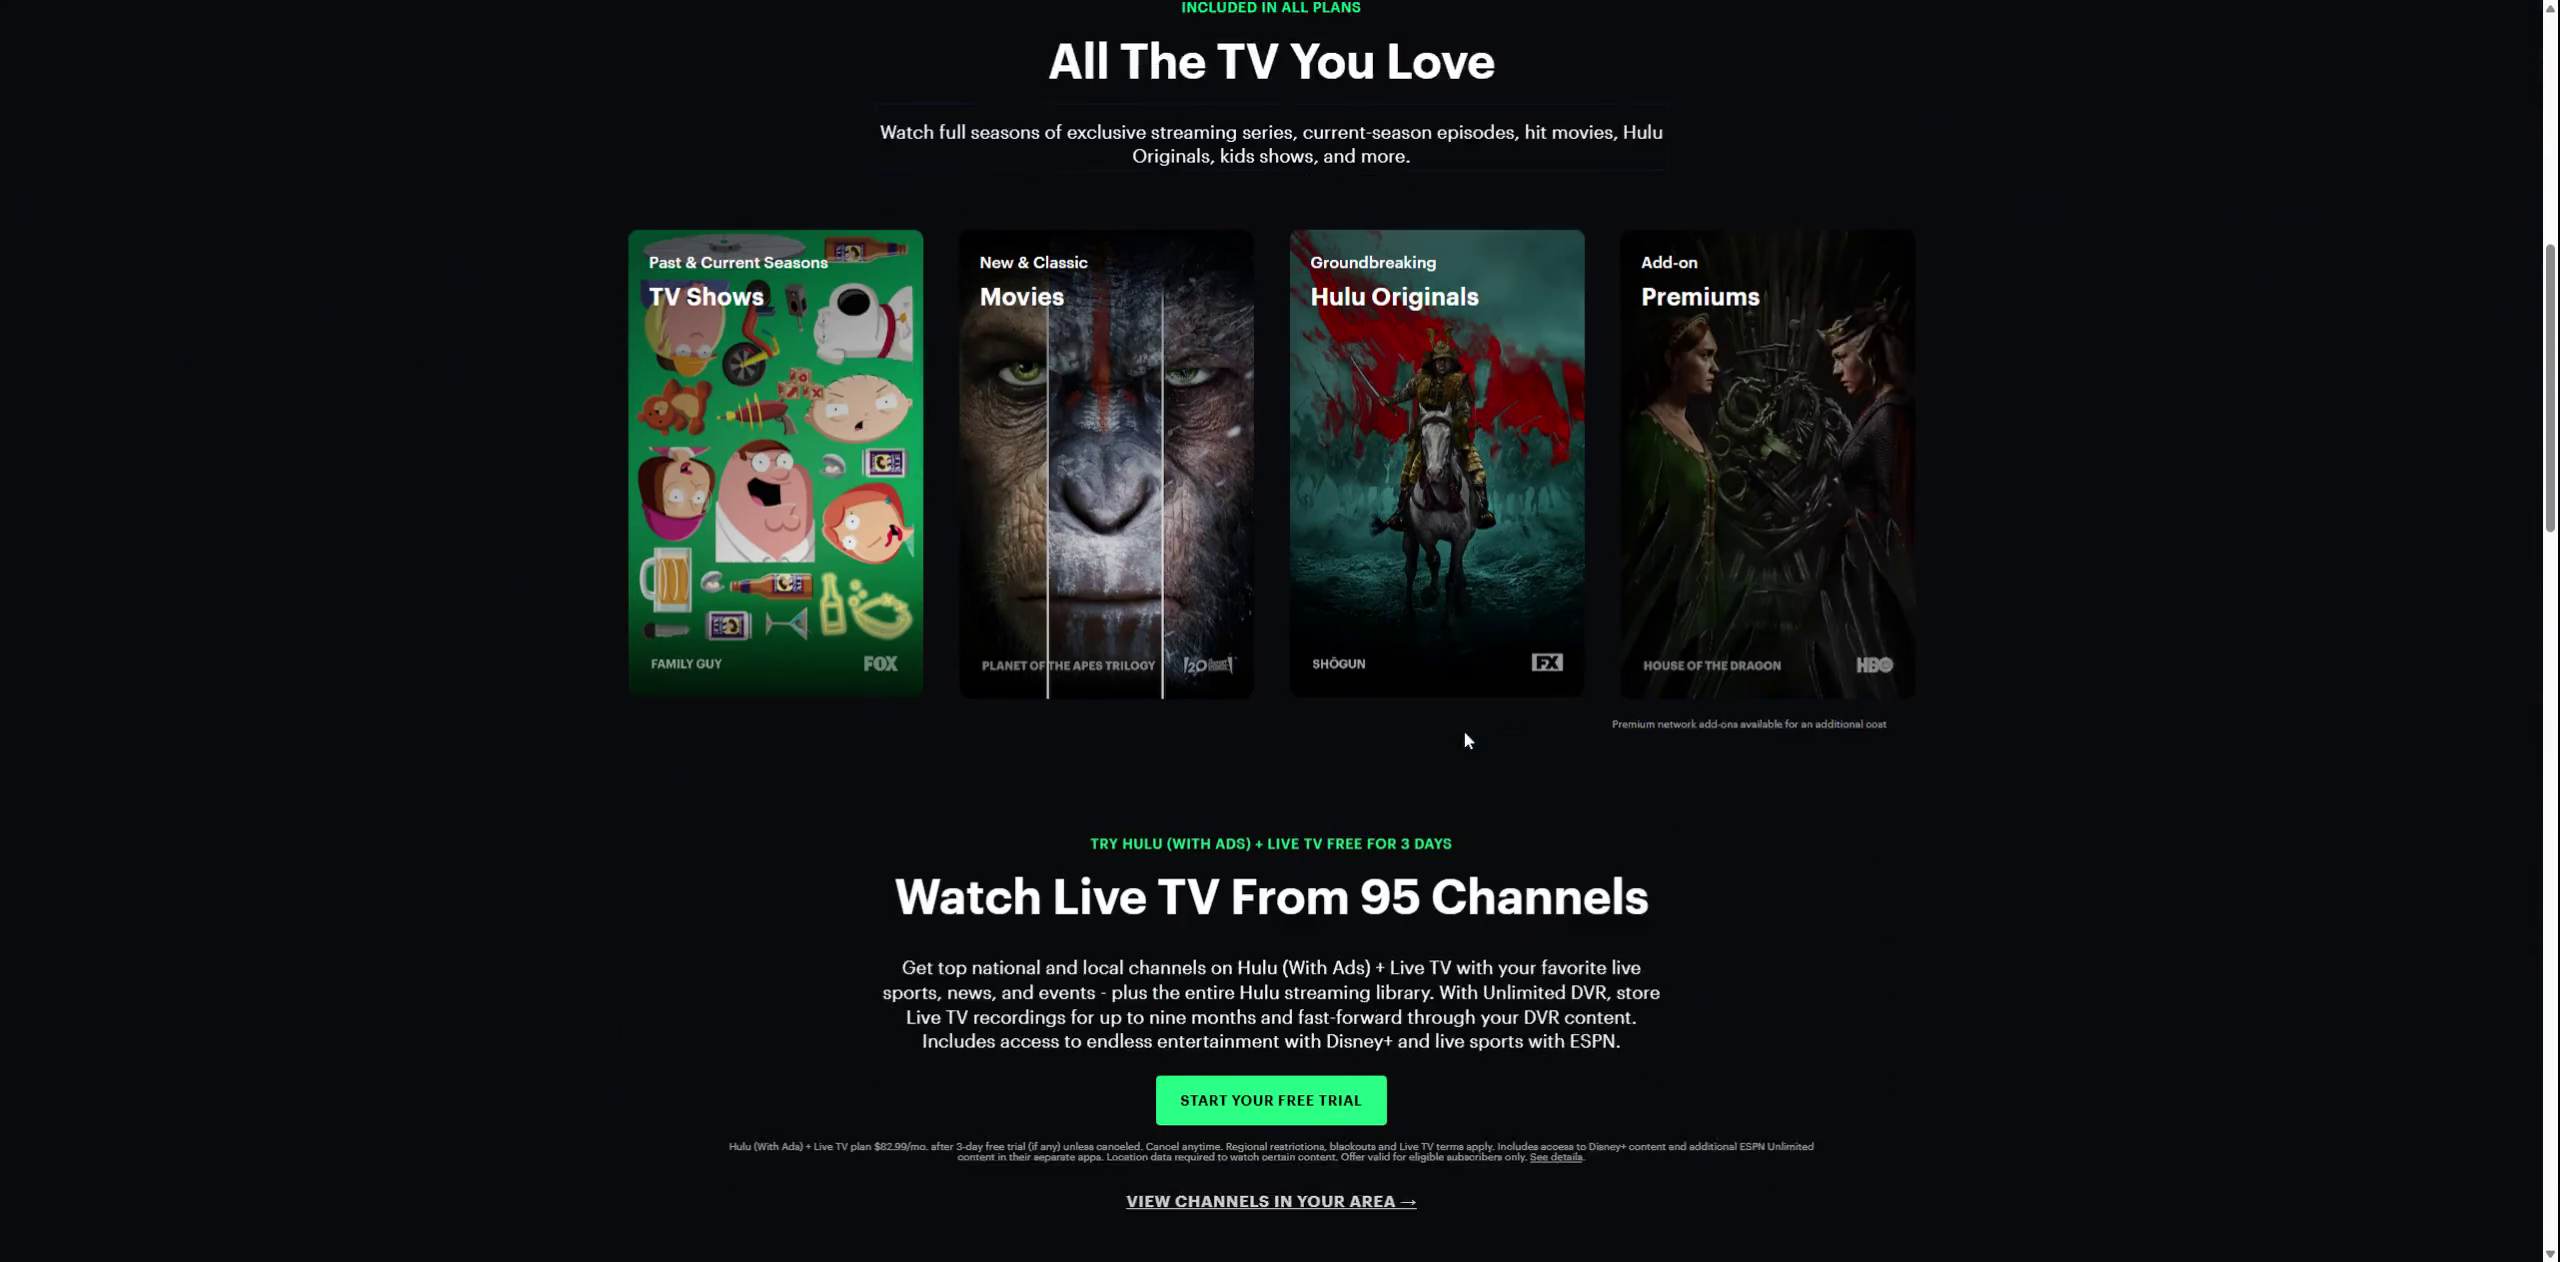 INCLUDED IN ALL PLANS
All The TV You Love
Watch full seasons of exclusive streaming series, current-season episodes, hit movies, Hulu
Originals, kids shows, and more.
Past & Current Seasons
TV Shows
FAMILY GUY
FOX
New & Classic
Movies
PLANET OF THE APES TRILOGY
20
Groundbreaking
Hulu Originals
SHŌGUN
FX
Add-on
Premiums
HOUSE OF THE DRAGON
HBO
Premium network add-ons available for an additional cost
TRY HULU (WITH ADS) + LIVE TV FREE FOR 3 DAYS
Watch Live TV From 95 Channels
Get top national and local channels on Hulu (With Ads) + Live TV with your favorite live
sports, news, and events - plus the entire Hulu streaming library. With Unlimited DVR, store
Live TV recordings for up to nine months and fast-forward through your DVR content.
Includes access to endless entertainment with Disney+ and live sports with ESPN.
START YOUR FREE TRIAL
Hulu (With Ads) + Live TV plan $82.99/mo. after 3-day free trial (if any) unless canceled. Cancel anytime. Regional restrictions, blackouts and Live TV terms apply. Includes access to Disney+ content and additional ESPN Unlimited
content in their separate apps. Location data required to watch certain content. Offer valid for eligible subscribers only. See details.
VIEW CHANNELS IN YOUR AREA →